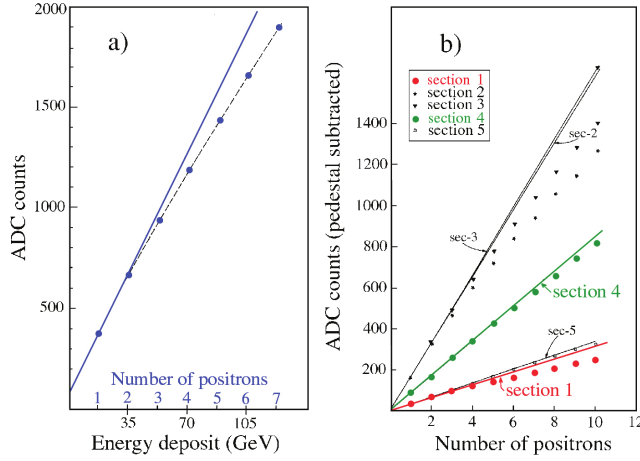 a)
2000
1500
1000
500
ADC counts
Number of positrons
1 2 3 4 5 6 7
35 70 105
Energy deposit (GeV)
b)
section 1
section 2
section 3
section 4
section 5
1400
1200
1000
800
600
400
200
ADC counts (pedestal subtracted)
sec-2
sec-3
section 4
sec-5
section 1
2 4 6 8 10 12
Number of positrons